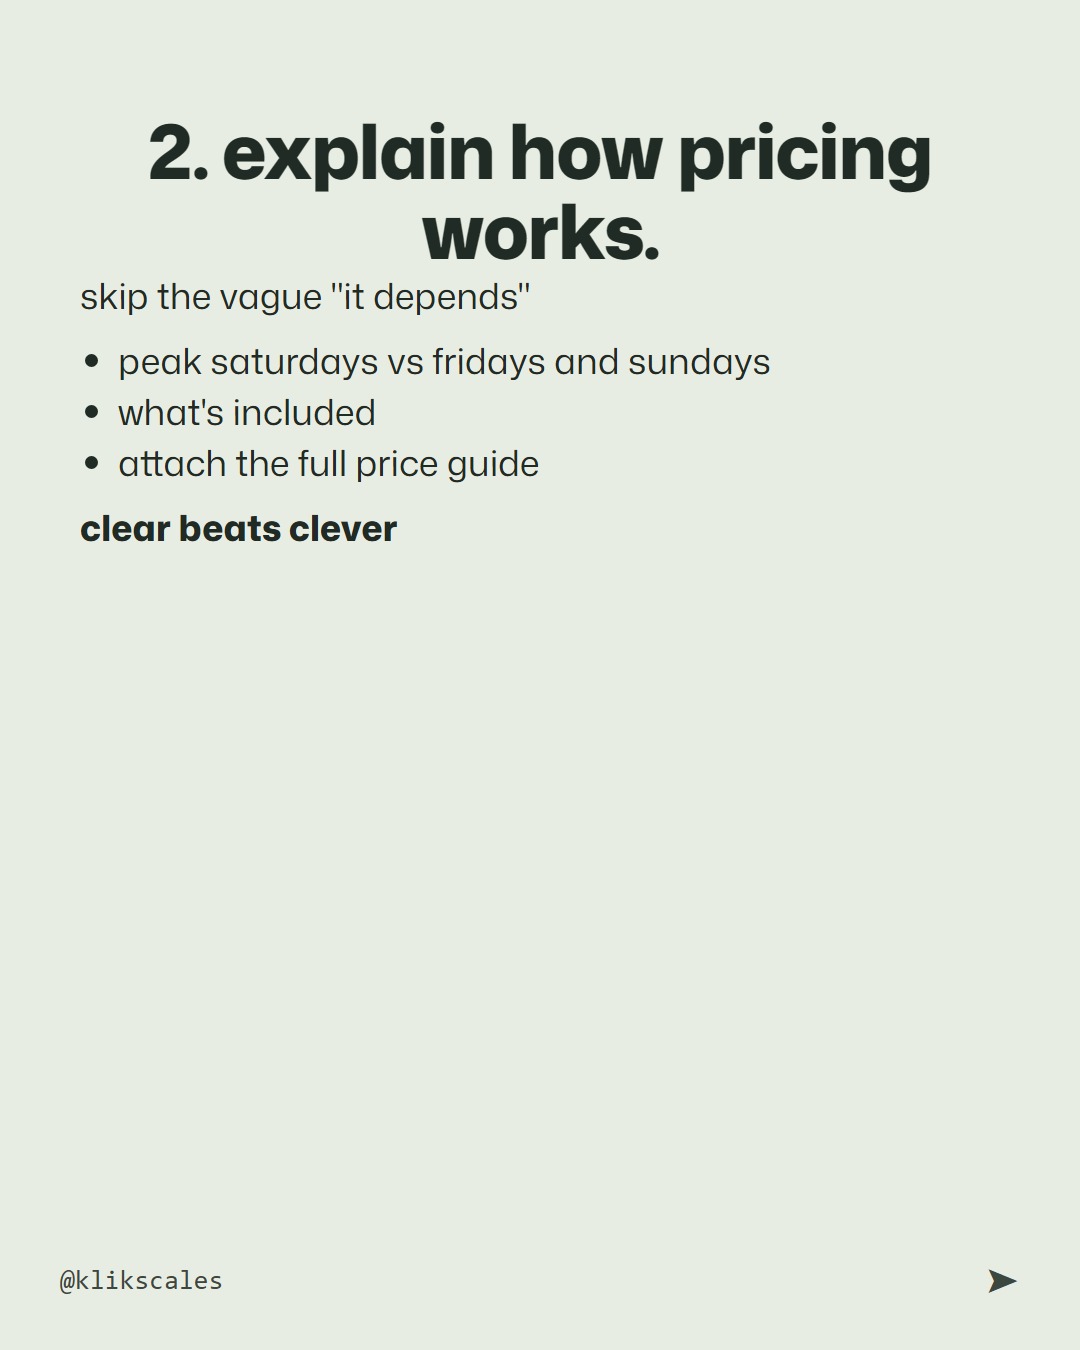 2. explain how pricing
works.
skip the vague "it depends"
• peak saturdays vs fridays and sundays
• what's included
• attach the full price guide
clear beats clever
@klikscales